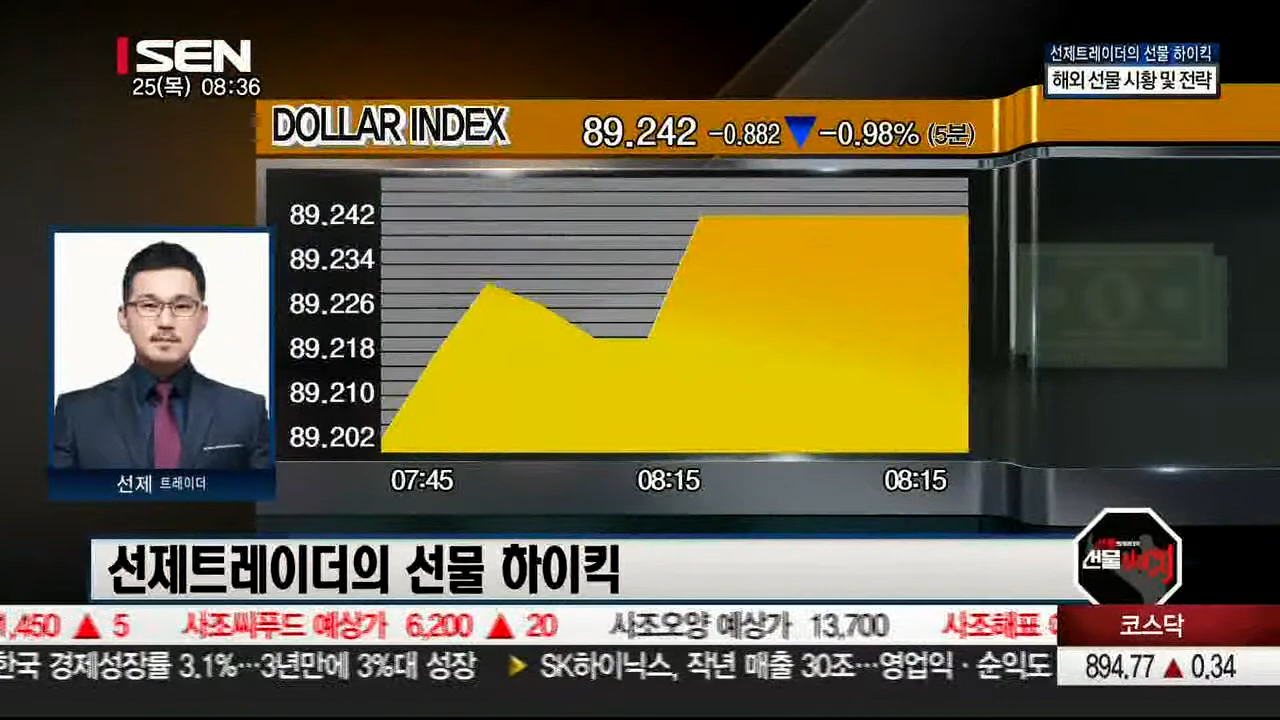 SEN
25(목) 08:36
선제트레이더의 선물 하이킥
해외 선물 시황 및 전략
DOLLAR INDEX 89.242 -0.882 ▼ -0.98% (5분)
89.242
89.234
89.226
89.218
89.210
89.202
07:45 08:15 08:15
선제 트레이더
선제트레이더의 선물 하이킥
선물
1,450 ▲ 5 사조씨푸드 예상가 6,200 ▲ 20 사조오양 예상가 13,700 사조해표
코스닥
한국 경제성장률 3.1%…3년만에 3%대 성장 ▶ SK하이닉스, 작년 매출 30조…영업익·순익도
894.77 ▲ 0.34